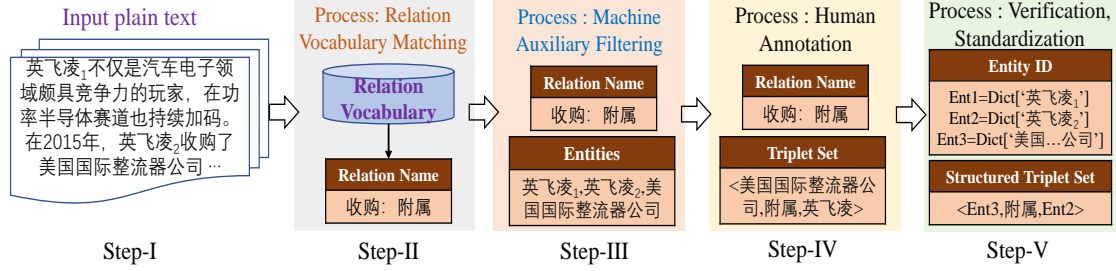 Input plain text
英飞凌₁不仅是汽车电子领
域颇具竞争力的玩家，在功
率半导体赛道也持续加码。
在2015年，英飞凌₂收购了
美国国际整流器公司 ···
Step-I
Process: Relation
Vocabulary Matching
Relation
Vocabulary
Relation Name
收购：附属
Step-II
Process : Machine
Auxiliary Filtering
Relation Name
收购：附属
Entities
英飞凌₁,英飞凌₂,美
国国际整流器公司
Step-III
Process : Human
Annotation
Relation Name
收购：附属
Triplet Set
<美国国际整流器公
司,附属,英飞凌>
Step-IV
Process : Verification,
Standardization
Entity ID
Ent1=Dict['英飞凌₁']
Ent2=Dict['英飞凌₂']
Ent3=Dict['美国…公司']
Structured Triplet Set
<Ent3,附属,Ent2>
Step-V